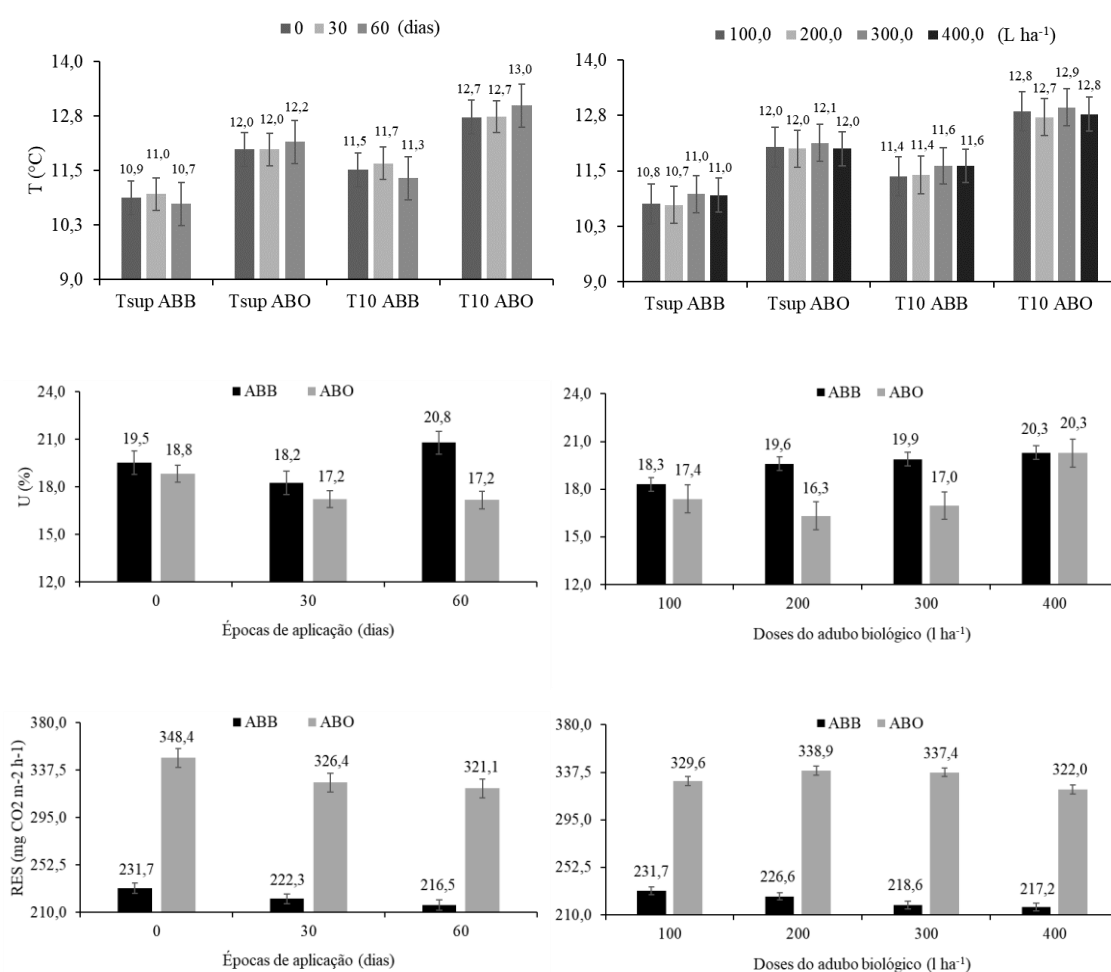 0 30 60 (dias)
14,0
12,8
11,5
10,3
9,0
T (°C)
10,9 11,0 10,7 12,0 12,0 12,2 11,5 11,7 11,3 12,7 12,7 13,0
Tsup ABB Tsup ABO T10 ABB T10 ABO
100,0 200,0 300,0 400,0 (L ha-1)
14,0
12,8
11,5
10,3
9,0
10,8 10,7 11,0 11,0 12,0 12,0 12,1 12,0 11,4 11,4 11,6 11,6 12,8 12,7 12,9 12,8
Tsup ABB Tsup ABO T10 ABB T10 ABO
ABB ABO
24,0
21,0
18,0
15,0
12,0
U (%)
19,5 18,8 18,2 17,2 20,8 17,2
0 30 60
Épocas de aplicação (dias)
ABB ABO
24,0
21,0
18,0
15,0
12,0
18,3 17,4 19,6 16,3 19,9 17,0 20,3 20,3
100 200 300 400
Doses do adubo biológico (l ha-1)
ABB ABO
380,0
337,5
295,0
252,5
210,0
RES (mg CO2 m-2 h-1)
231,7 348,4 222,3 326,4 216,5 321,1
0 30 60
Épocas de aplicação (dias)
ABB ABO
380,0
337,5
295,0
252,5
210,0
231,7 329,6 226,6 338,9 218,6 337,4 217,2 322,0
100 200 300 400
Doses do adubo biológico (l ha-1)